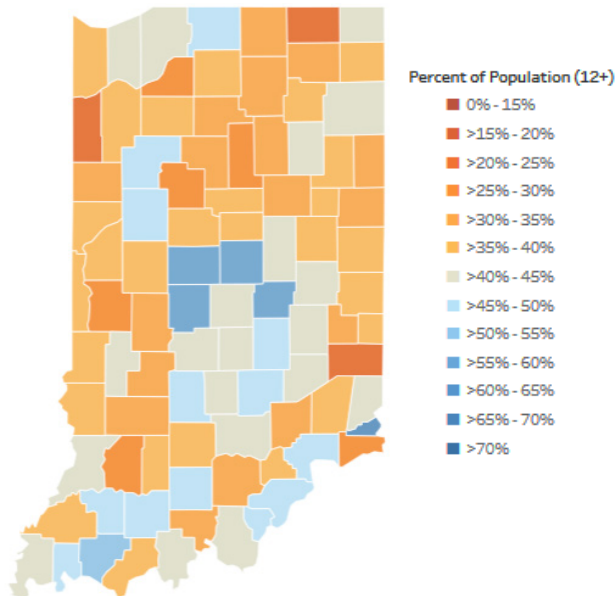 Percent of Population (12+)
0% - 15%
>15% - 20%
>20% - 25%
>25% - 30%
>30% - 35%
>35% - 40%
>40% - 45%
>45% - 50%
>50% - 55%
>55% - 60%
>60% - 65%
>65% - 70%
>70%